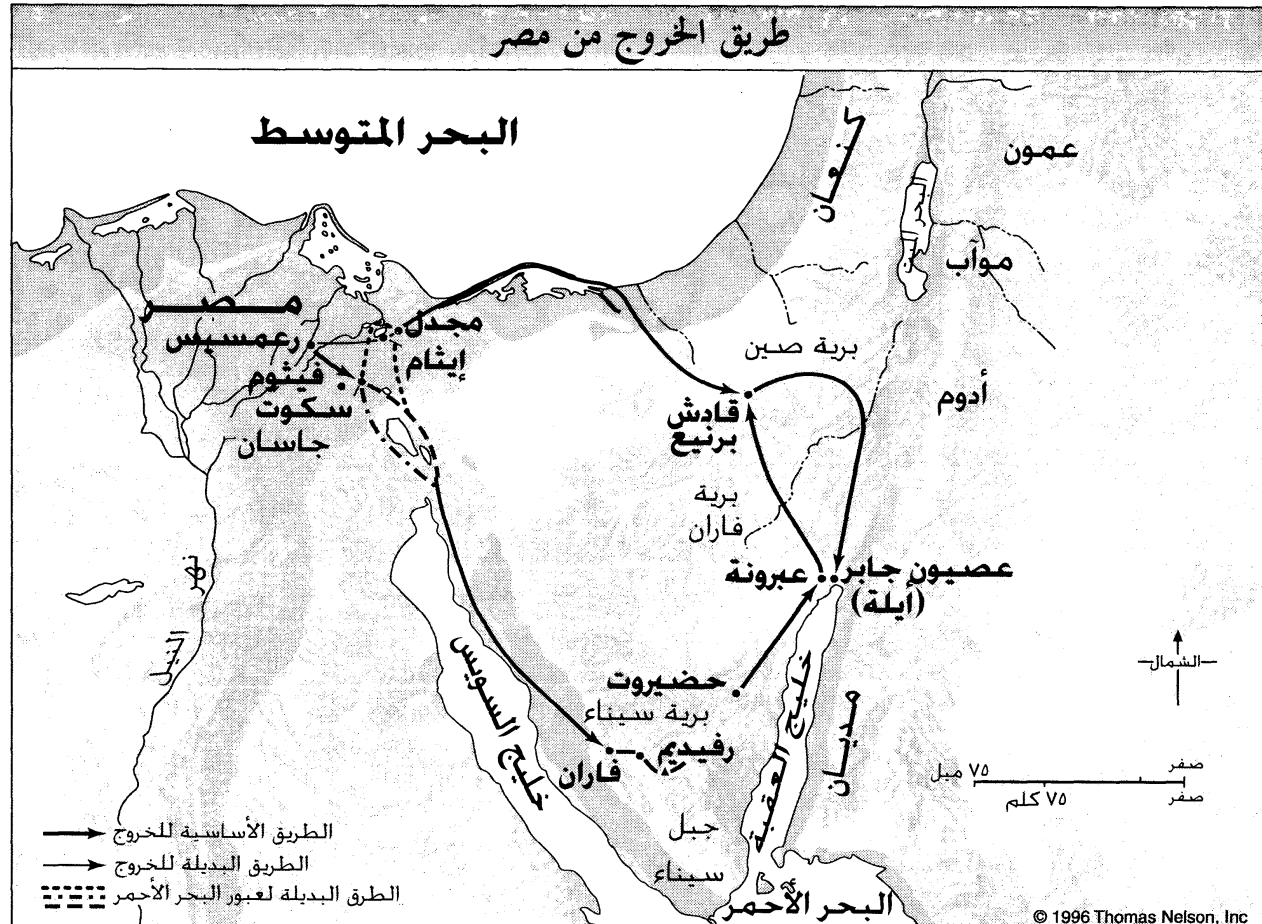 طريق الخروج من مصر
البحر المتوسط
كنعان
عمون
موآب
مصر
رعمسيس
مجدل
إيثام
فيثوم
سكوت
جاسان
برية صين
أدوم
قادش
برنيع
برية
فاران
عبرونة
عصيون جابر
(أيلة)
نهر
النيل
خليج السويس
حضيروت
برية سيناء
رفيديم
فاران
جبل
سيناء
خليج العقبة
مديان
الشمال
صفر
٧٥ ميل
صفر
٧٥ كلم
البحر الأحمر
الطريق الأساسية للخروج
الطريق البديلة للخروج
الطرق البديلة لعبور البحر الأحمر
© 1996 Thomas Nelson, Inc